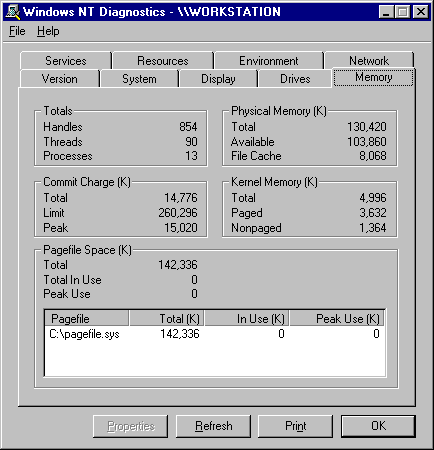 Windows NT Diagnostics - \\WORKSTATION
File Help
Services Resources Environment Network
Version System Display Drives Memory
Totals
Handles 854
Threads 90
Processes 13
Physical Memory (K)
Total 130,420
Available 103,860
File Cache 8,068
Commit Charge (K)
Total 14,776
Limit 260,296
Peak 15,020
Kernel Memory (K)
Total 4,996
Paged 3,632
Nonpaged 1,364
Pagefile Space (K)
Total 142,336
Total In Use 0
Peak Use 0
Pagefile Total (K) In Use (K) Peak Use (K)
C:\pagefile.sys 142,336 0 0
Properties Refresh Print OK